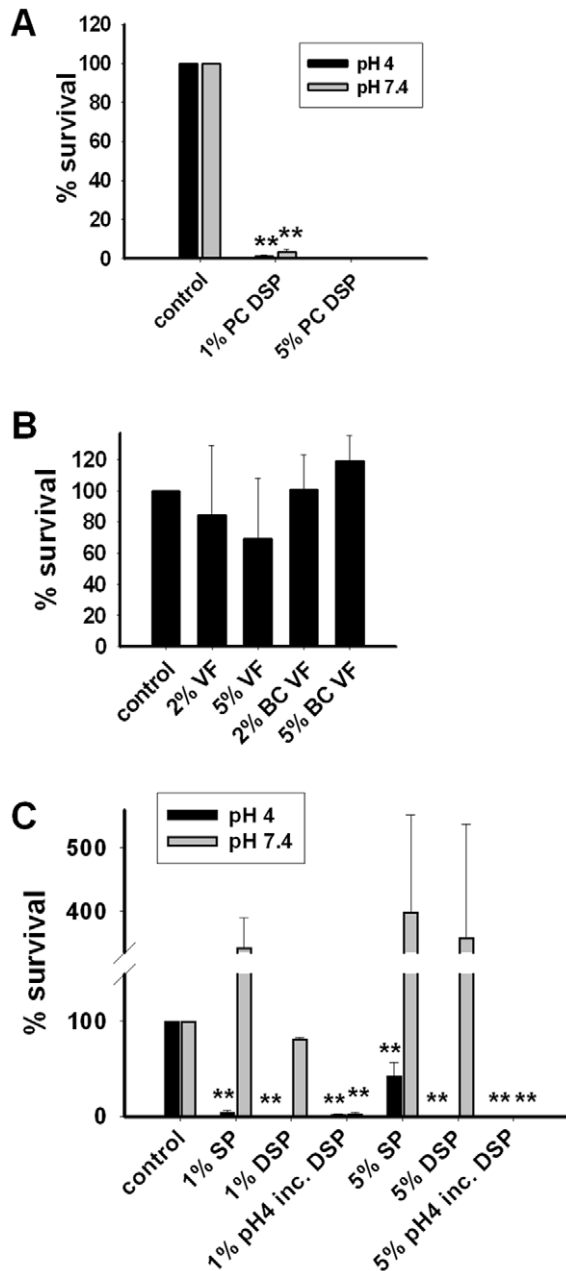 A
% survival
120
100
80
60
40
20
0
pH 4
pH 7.4
** **
control
1% PC DSP
5% PC DSP
B
% survival
120
100
80
60
40
20
0
control
2% VF
5% VF
2% BC VF
5% BC VF
C
% survival
pH 4
pH 7.4
500
400
100
0
** ** ** ** ** ** ** **
control
1% SP
1% DSP
1% pH4 inc. DSP
5% SP
5% DSP
5% pH4 inc. DSP